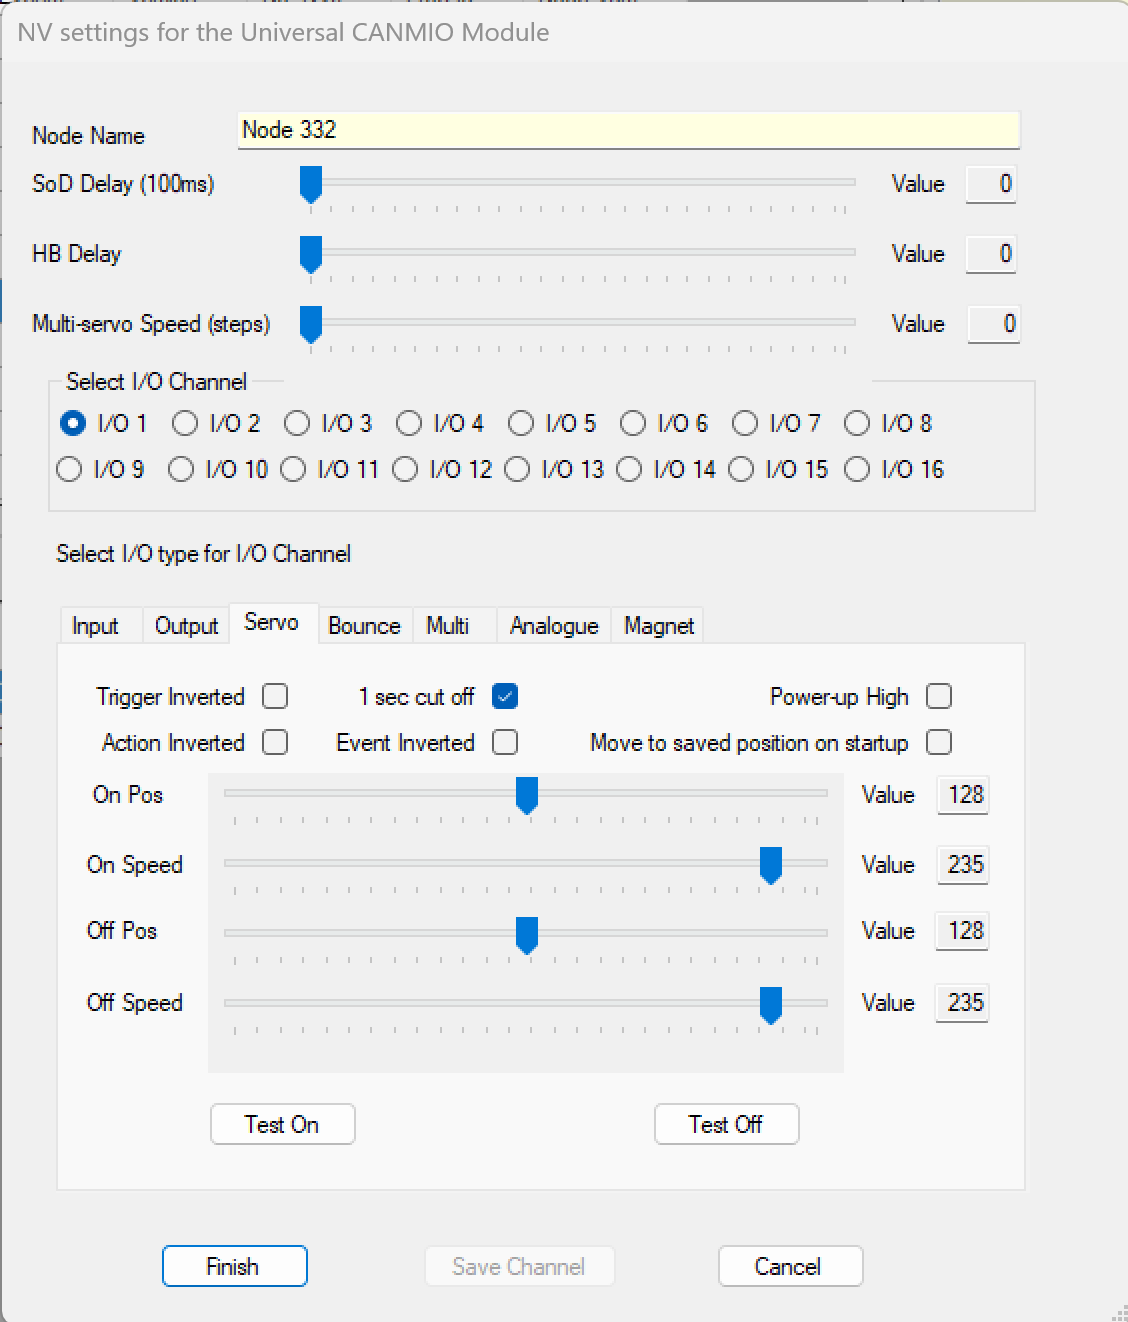 NV settings for the Universal CANMIO Module
Node Name Node 332
SoD Delay (100ms) Value 0
HB Delay Value 0
Multi-servo Speed (steps) Value 0
Select I/O Channel
I/O 1 I/O 2 I/O 3 I/O 4 I/O 5 I/O 6 I/O 7 I/O 8
I/O 9 I/O 10 I/O 11 I/O 12 I/O 13 I/O 14 I/O 15 I/O 16
Select I/O type for I/O Channel
Input Output Servo Bounce Multi Analogue Magnet
Trigger Inverted 1 sec cut off Power-up High
Action Inverted Event Inverted Move to saved position on startup
On Pos Value 128
On Speed Value 235
Off Pos Value 128
Off Speed Value 235
Test On Test Off
Finish Save Channel Cancel